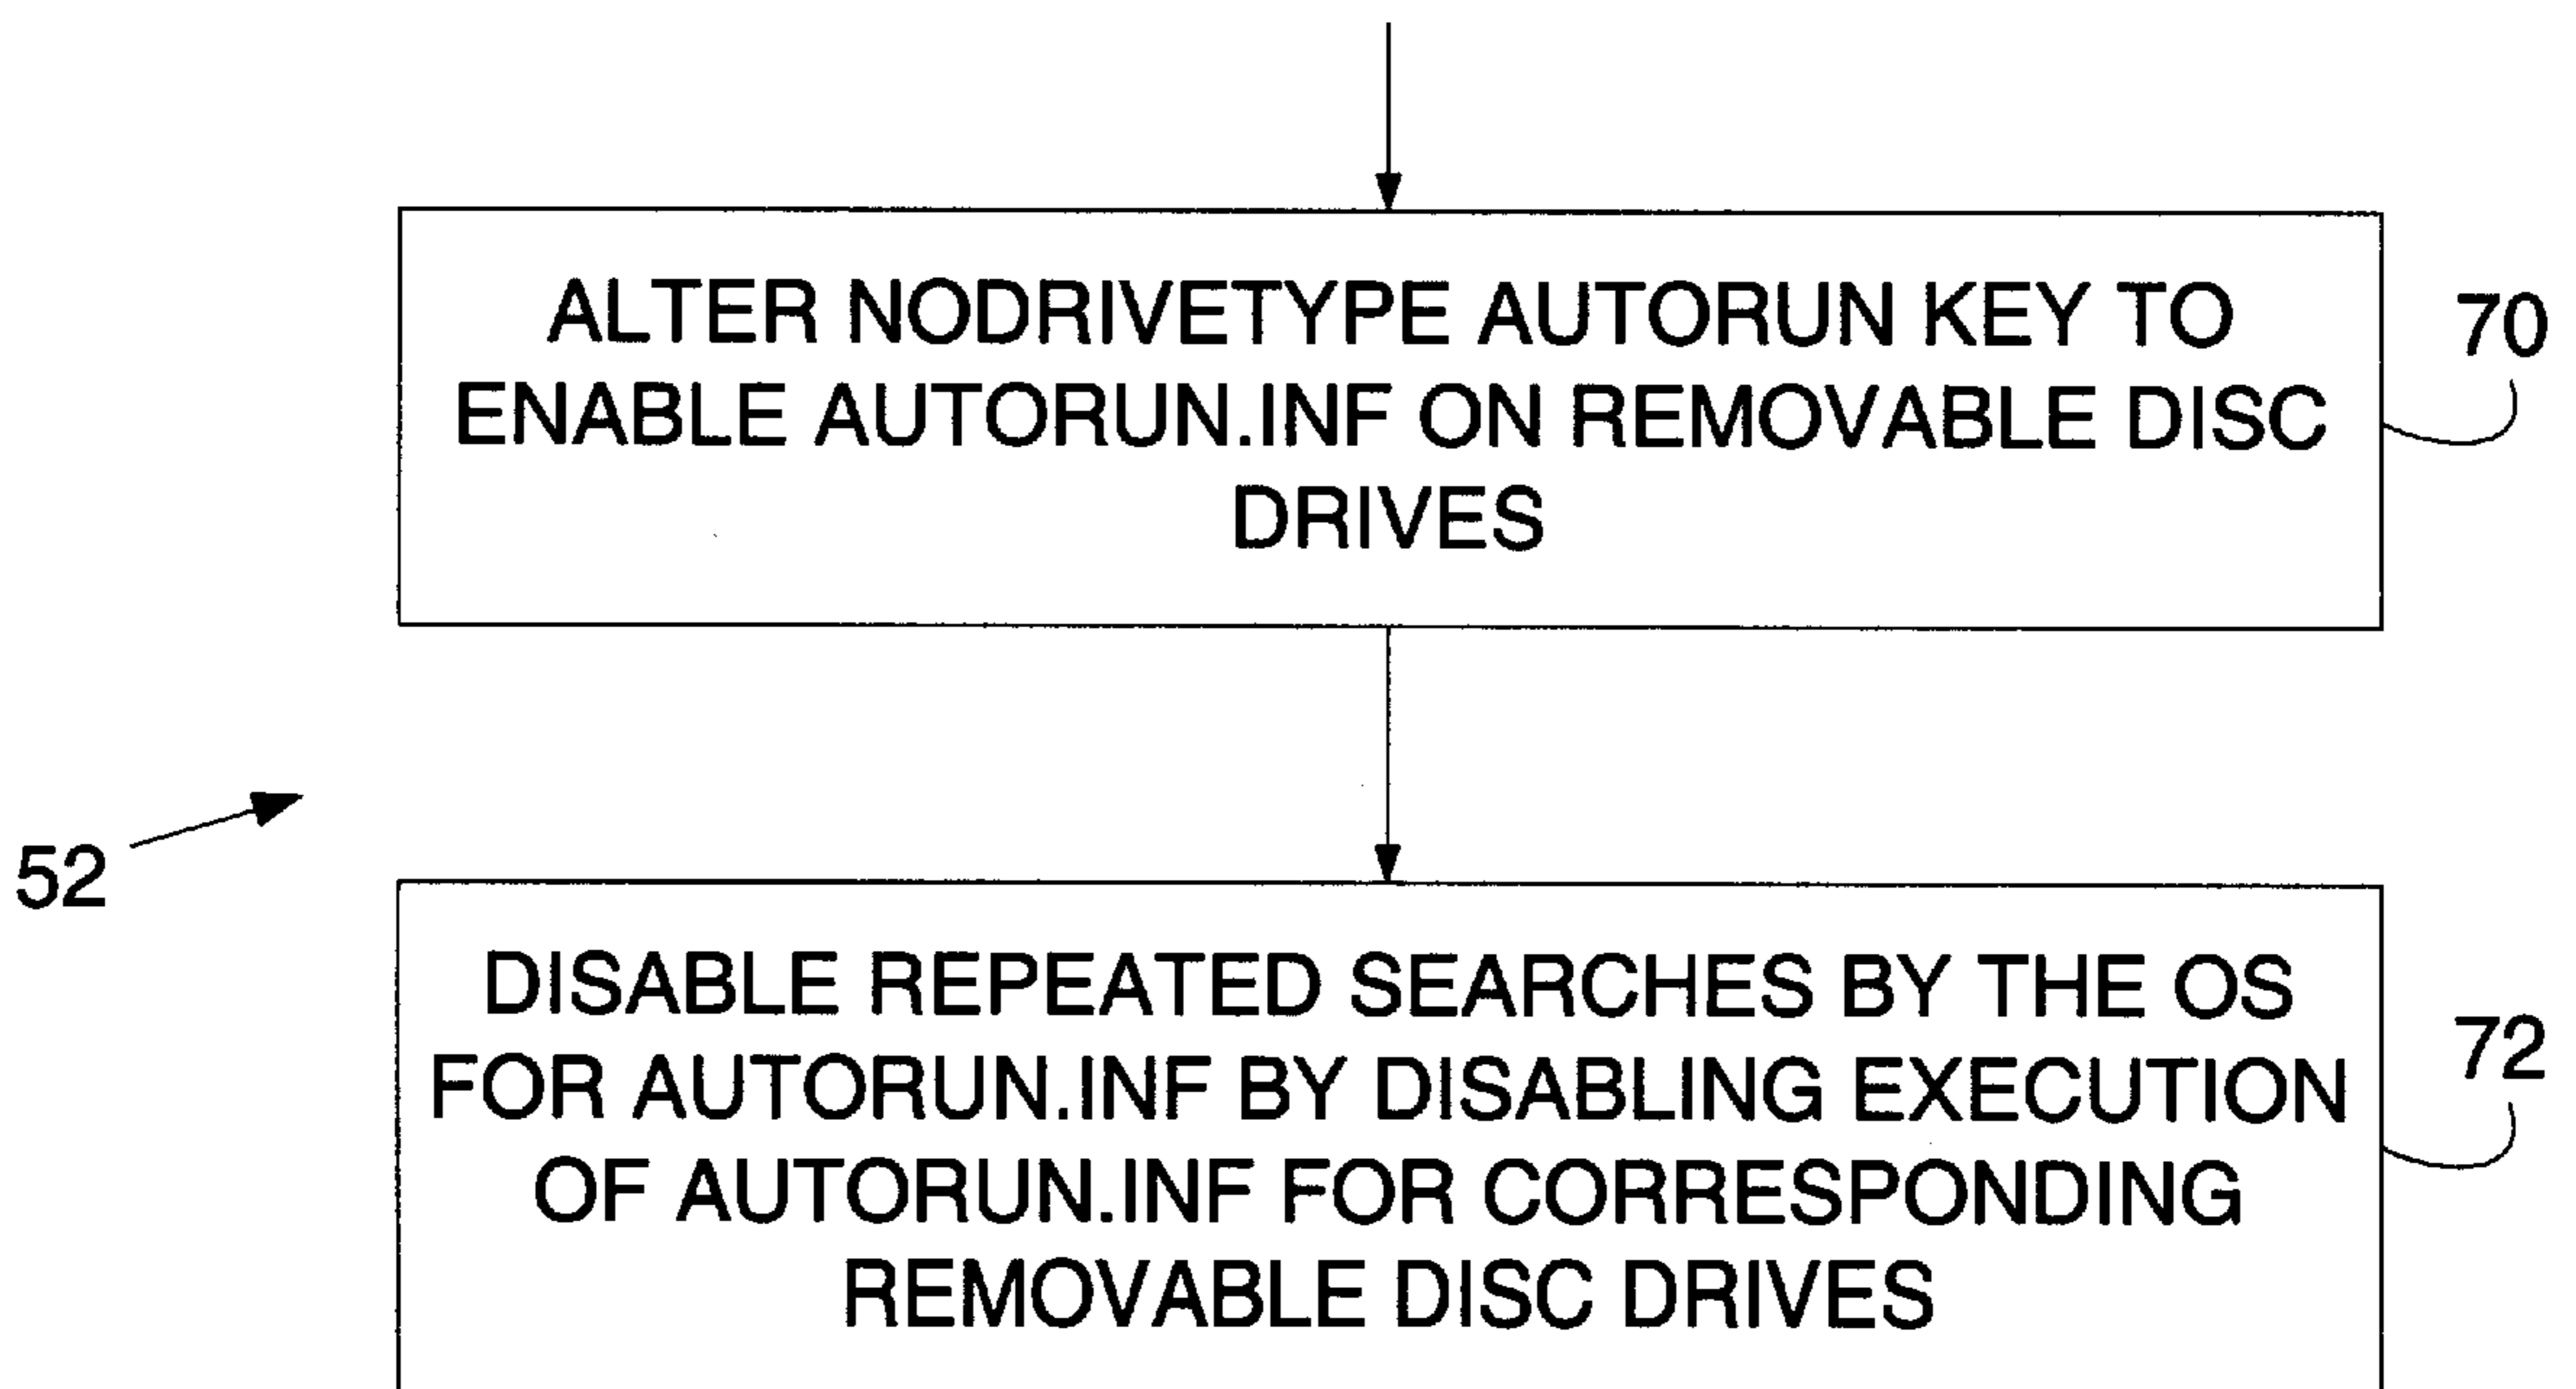 ALTER NODRIVETYPE AUTORUN KEY TO
ENABLE AUTORUN.INF ON REMOVABLE DISC
DRIVES
70
52
DISABLE REPEATED SEARCHES BY THE OS
FOR AUTORUN.INF BY DISABLING EXECUTION
OF AUTORUN.INF FOR CORRESPONDING
REMOVABLE DISC DRIVES
72